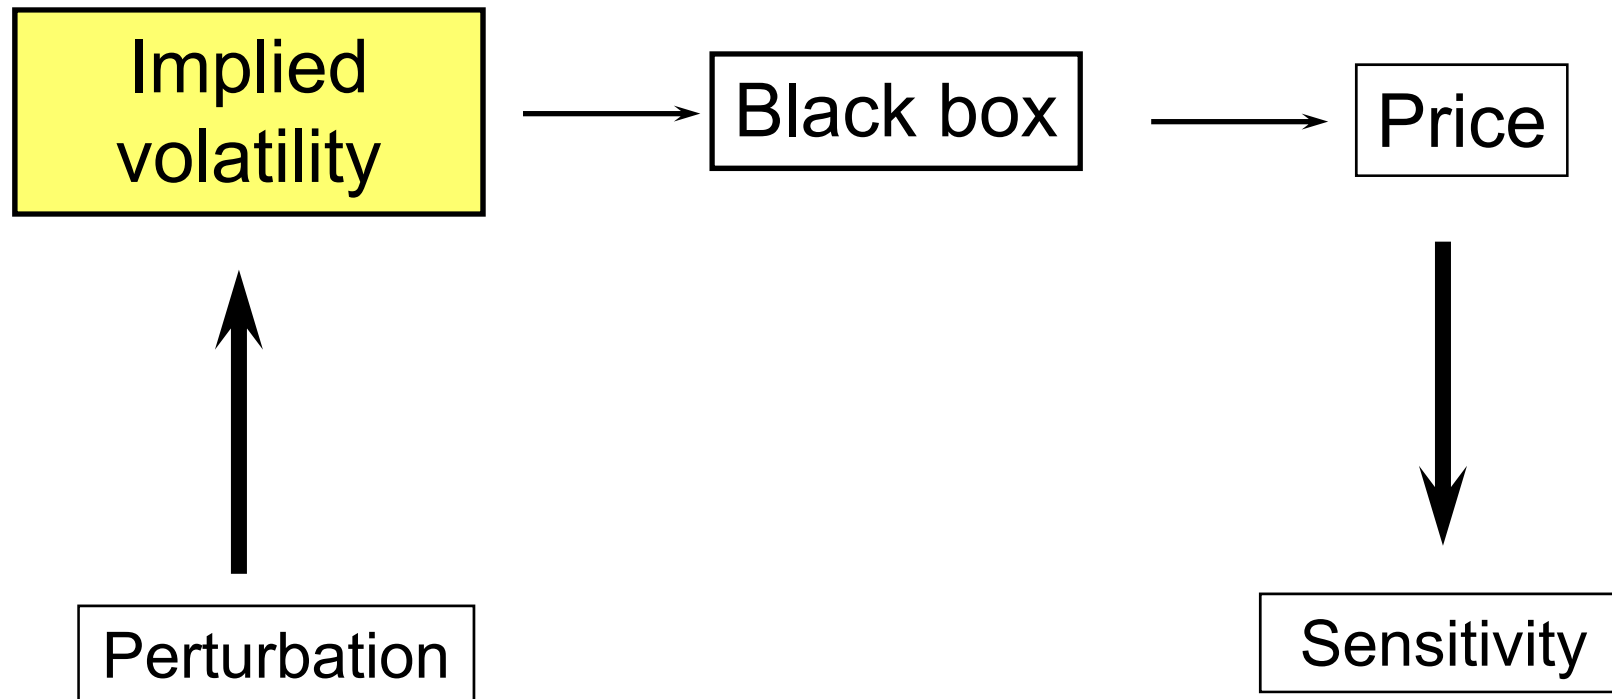 Implied
volatility
Black box
Price
Perturbation
Sensitivity